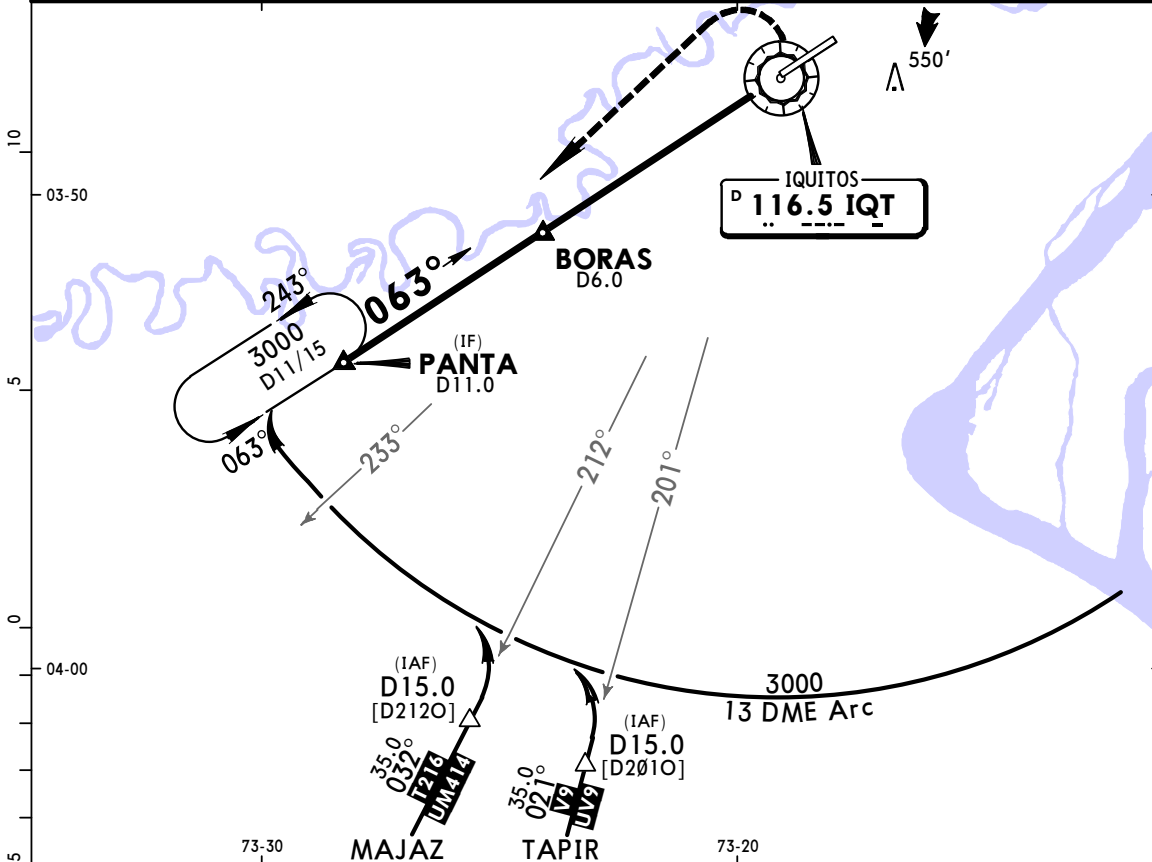 550'
10
03-50
IQUITOS
D 116.5 IQT
BORAS
D6.0
243°
063°
3000
D11/15
(IF)
PANTA
D11.0
5
063°
233°
212°
201°
0
04-00
(IAF)
D15.0
[D212O]
3000
13 DME Arc
(IAF)
D15.0
[D2Ø1O]
35.0
032°
T216
UM414
35.0
021°
V9
UV9
5
73-30
MAJAZ
TAPIR
73-20